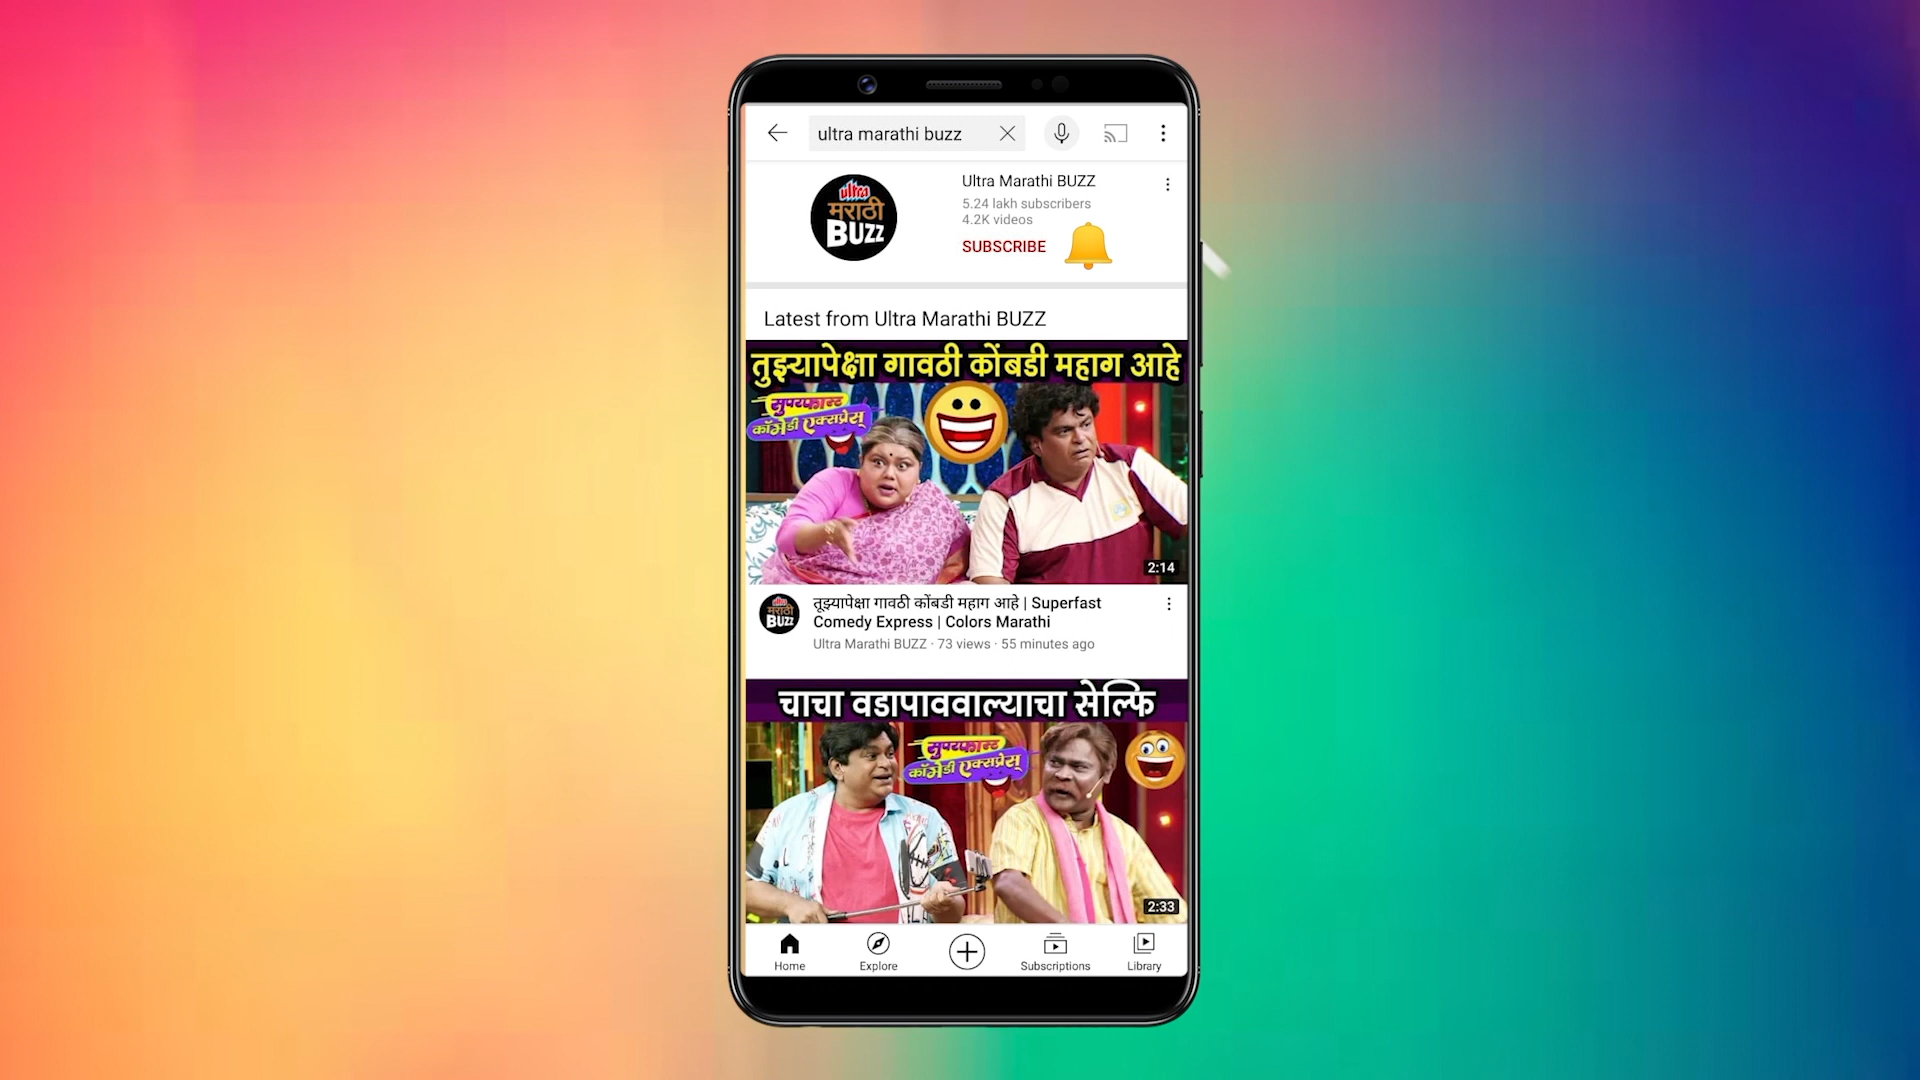 ultra marathi buzz
ultra
मराठी
BUZZ
Ultra Marathi BUZZ
5.24 lakh subscribers
4.2K videos
SUBSCRIBE
Latest from Ultra Marathi BUZZ
तुझ्यापेक्षा गावठी कोंबडी महाग आहे
सुपरफास्ट
कॉमेडी एक्सप्रेस्
2:14
ultra
मराठी
BUZZ
तूझ्यापेक्षा गावठी कोंबडी महाग आहे | Superfast
Comedy Express | Colors Marathi
Ultra Marathi BUZZ · 73 views · 55 minutes ago
चाचा वडापाववाल्याचा सेल्फि
सुपरफास्ट
कॉमेडी एक्सप्रेस्
2:33
Home
Explore
Subscriptions
Library